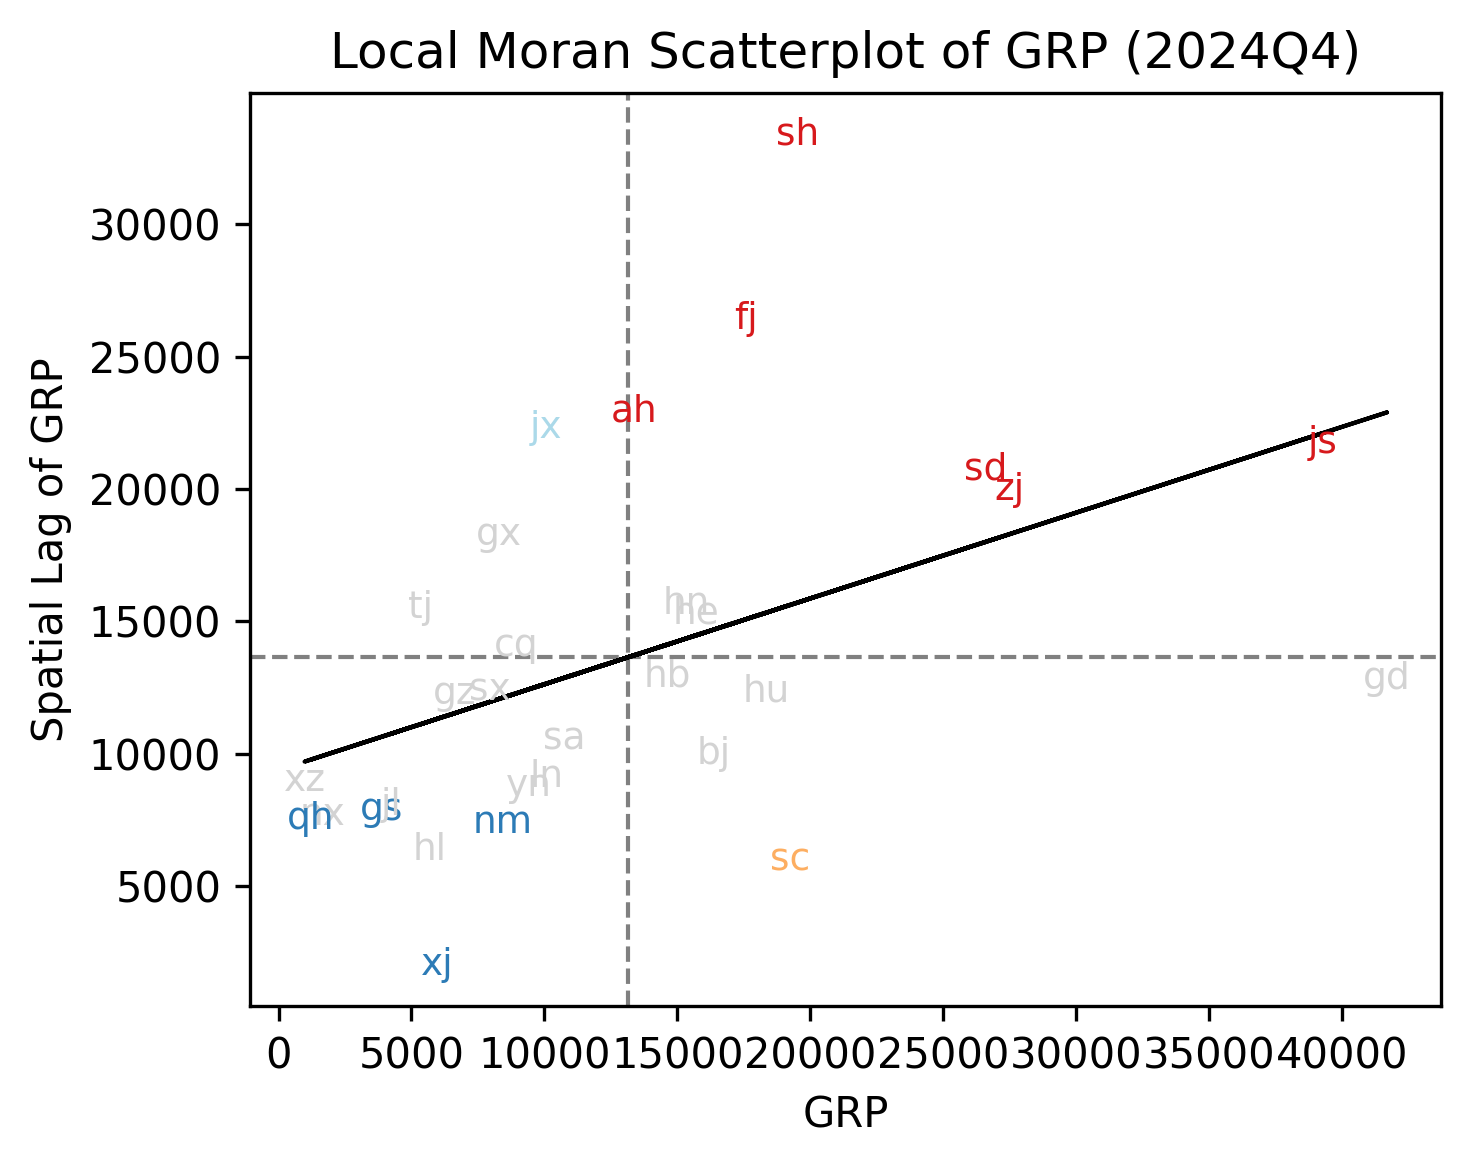 Local Moran Scatterplot of GRP (2024Q4)
Spatial Lag of GRP
30000
25000
20000
15000
10000
5000
sh
fj
ah
jx
js
sd
zj
gx
hn
he
tj
cq
hb
gd
sx
gz
hu
sa
bj
ln
yn
xz
jl
gs
nx
qh
nm
hl
sc
xj
0 5000 10000 15000 20000 25000 30000 35000 40000
GRP